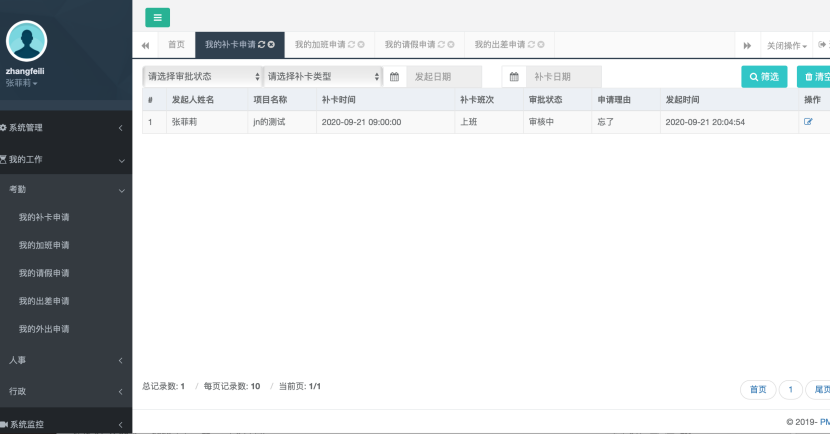 zhangfeili
张菲莉
系统管理
我的工作
考勤
我的补卡申请
我的加班申请
我的请假申请
我的出差申请
我的外出申请
人事
行政
系统监控
首页 我的补卡申请 我的加班申请 我的请假申请 我的出差申请 关闭操作
请选择审批状态 请选择补卡类型 发起日期 补卡日期 筛选 清空
# 发起人姓名 项目名称 补卡时间 补卡班次 审批状态 申请理由 发起时间 操作
1 张菲莉 jn的测试 2020-09-21 09:00:00 上班 审核中 忘了 2020-09-21 20:04:54
总记录数: 1 / 每页记录数: 10 / 当前页: 1/1 首页 1 尾页
© 2019- PM